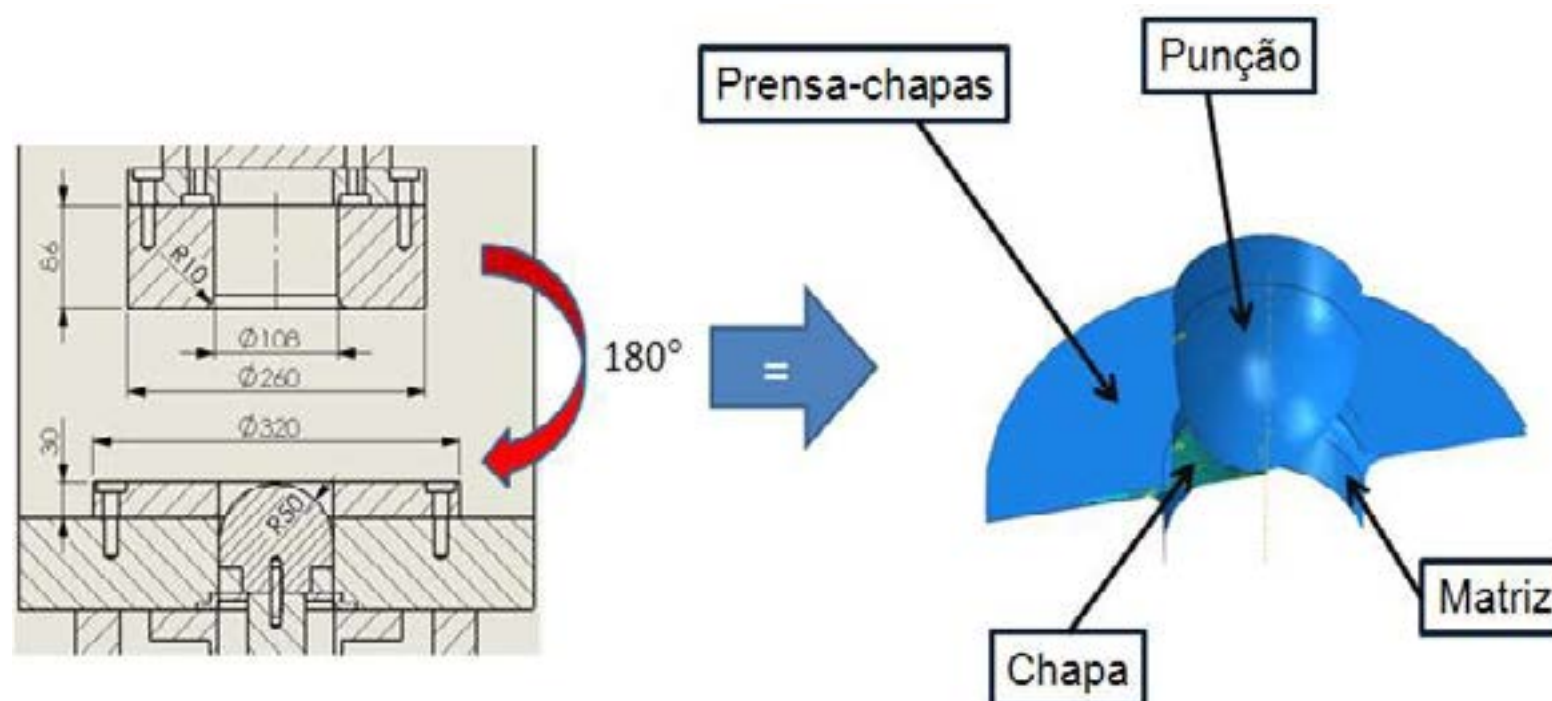 Punção
Prensa-chapas
86
R10
Ø108
Ø260
Ø320
30
R50
180°
=
Matriz
Chapa